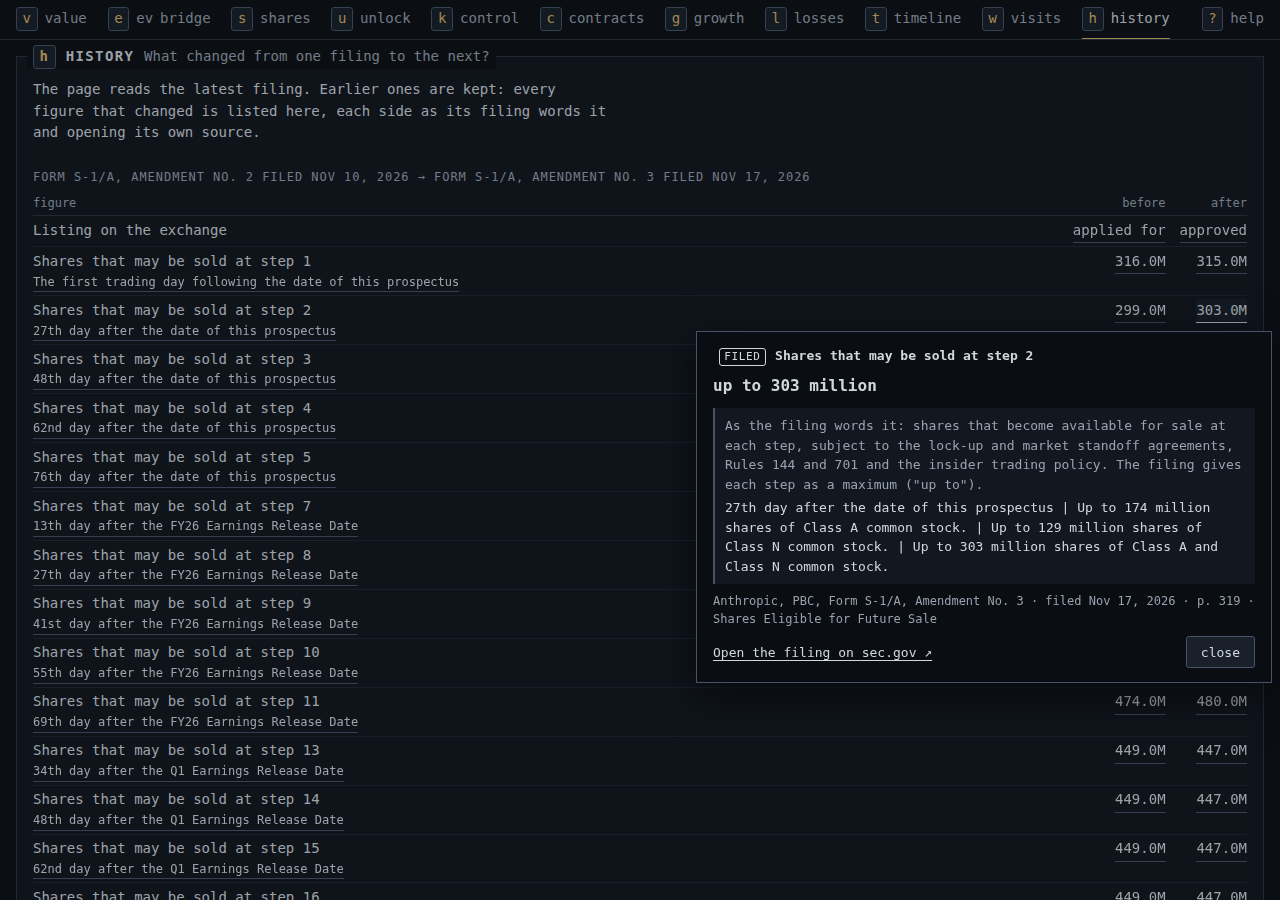 v value e ev bridge s shares u unlock k control c contracts g growth l losses t timeline w visits h history ? help
h HISTORY What changed from one filing to the next?
The page reads the latest filing. Earlier ones are kept: every
figure that changed is listed here, each side as its filing words it
and opening its own source.
FORM S-1/A, AMENDMENT NO. 2 FILED NOV 10, 2026 → FORM S-1/A, AMENDMENT NO. 3 FILED NOV 17, 2026
figure before after
Listing on the exchange applied for approved
Shares that may be sold at step 1 316.0M 315.0M
The first trading day following the date of this prospectus
Shares that may be sold at step 2 299.0M 303.0M
27th day after the date of this prospectus
Shares that may be sold at step 3
48th day after the date of this prospectus
Shares that may be sold at step 4
62nd day after the date of this prospectus
Shares that may be sold at step 5
76th day after the date of this prospectus
Shares that may be sold at step 7
13th day after the FY26 Earnings Release Date
Shares that may be sold at step 8
27th day after the FY26 Earnings Release Date
Shares that may be sold at step 9
41st day after the FY26 Earnings Release Date
Shares that may be sold at step 10
55th day after the FY26 Earnings Release Date
FILED Shares that may be sold at step 2
up to 303 million
As the filing words it: shares that become available for sale at
each step, subject to the lock-up and market standoff agreements,
Rules 144 and 701 and the insider trading policy. The filing gives
each step as a maximum ("up to").
27th day after the date of this prospectus | Up to 174 million
shares of Class A common stock. | Up to 129 million shares of
Class N common stock. | Up to 303 million shares of Class A and
Class N common stock.
Anthropic, PBC, Form S-1/A, Amendment No. 3 · filed Nov 17, 2026 · p. 319 ·
Shares Eligible for Future Sale
Open the filing on sec.gov ↗ close
Shares that may be sold at step 11 474.0M 480.0M
69th day after the FY26 Earnings Release Date
Shares that may be sold at step 13 449.0M 447.0M
34th day after the Q1 Earnings Release Date
Shares that may be sold at step 14 449.0M 447.0M
48th day after the Q1 Earnings Release Date
Shares that may be sold at step 15 449.0M 447.0M
62nd day after the Q1 Earnings Release Date
Shares that may be sold at step 16 449.0M 447.0M